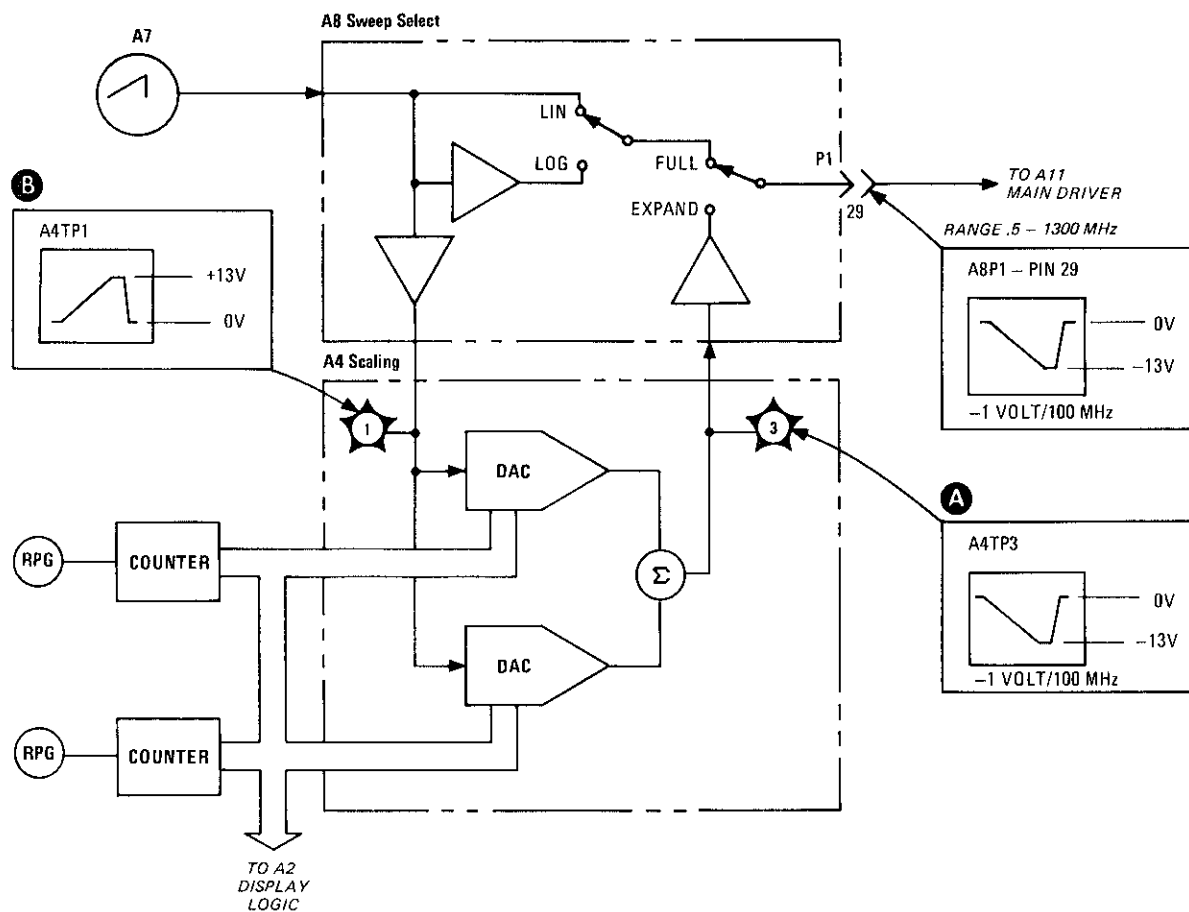 A8 Sweep Select
A7
LIN
LOG
FULL
EXPAND
P1
29
TO A11
MAIN DRIVER
RANGE .5 – 1300 MHz
A8P1 – PIN 29
0V
–13V
–1 VOLT/100 MHz
B
A4TP1
+13V
0V
A4 Scaling
1
3
DAC
A
A4TP3
0V
–13V
–1 VOLT/100 MHz
RPG
COUNTER
Σ
DAC
RPG
COUNTER
TO A2
DISPLAY
LOGIC